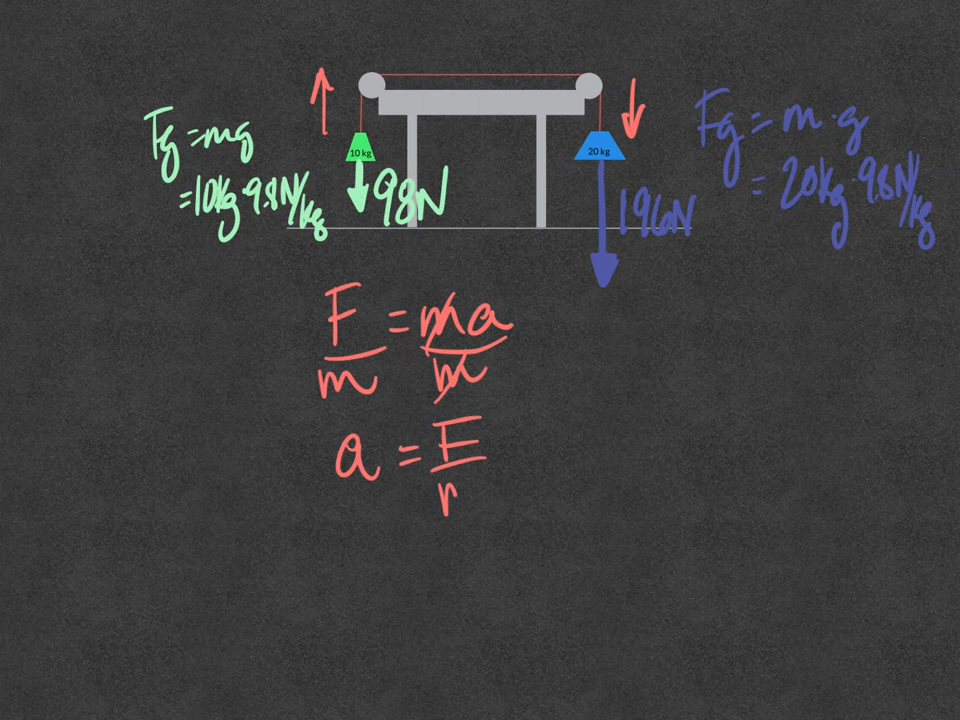 Fg = mg
= 10kg 9.8N/kg
10 kg
98N
20 kg
196N
Fg = m · g
= 20kg · 9.8N/kg
F/m = ma/m
a = F/r